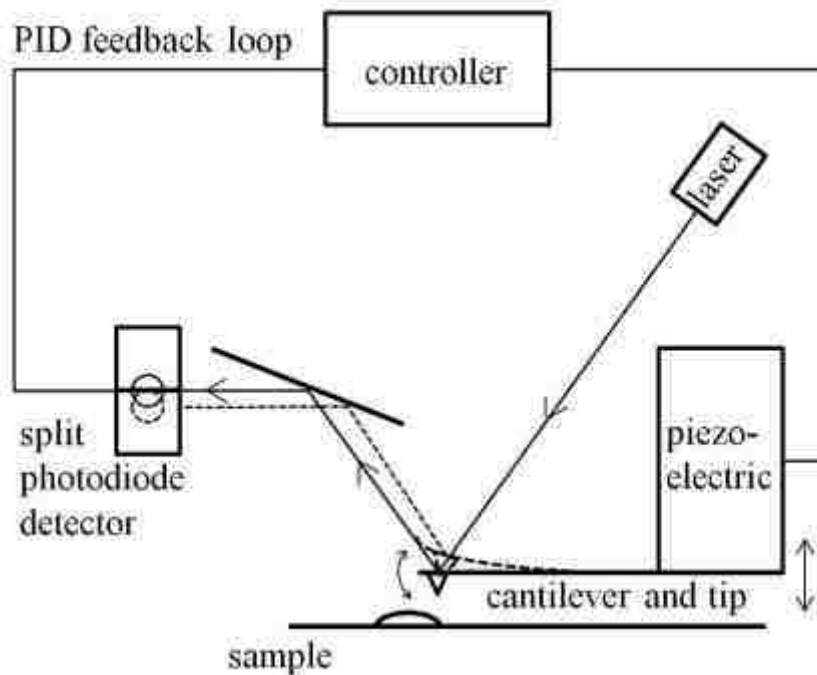 PID feedback loop
controller
laser
split
photodiode
detector
piezo-
electric
cantilever and tip
sample